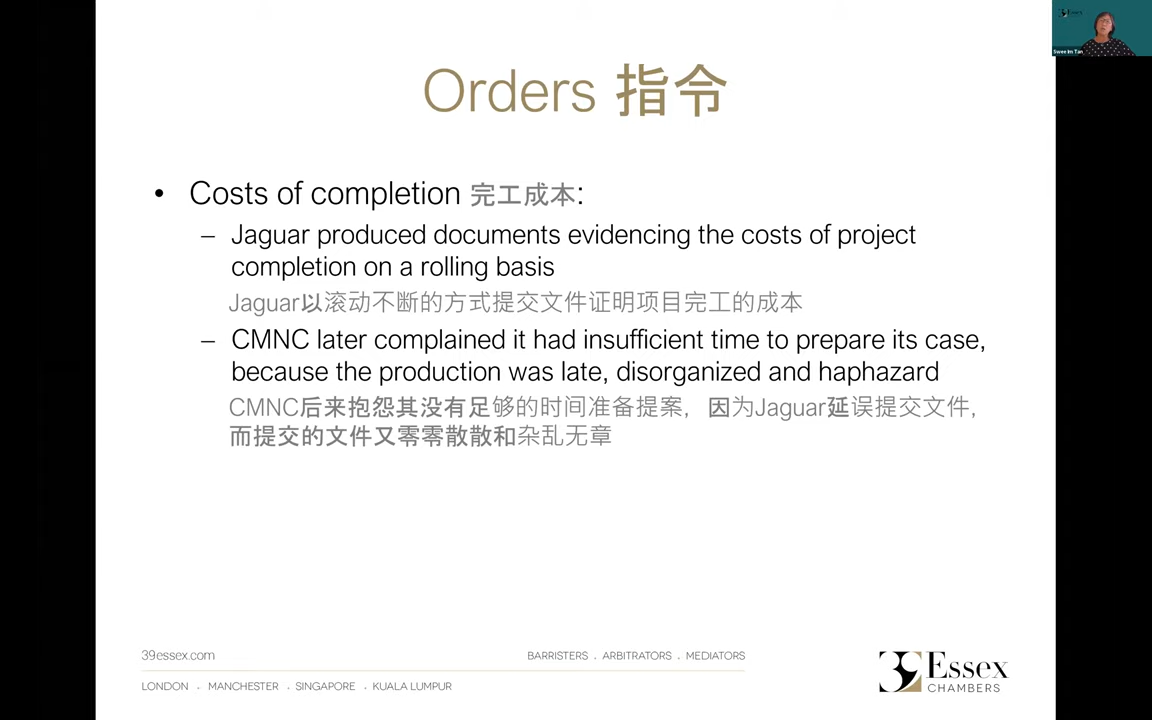 39 Essex
Swee Im Tan
Orders 指令
• Costs of completion 完工成本:
– Jaguar produced documents evidencing the costs of project
completion on a rolling basis
Jaguar以滚动不断的方式提交文件证明项目完工的成本
– CMNC later complained it had insufficient time to prepare its case,
because the production was late, disorganized and haphazard
CMNC后来抱怨其没有足够的时间准备提案，因为Jaguar延误提交文件，
而提交的文件又零零散散和杂乱无章
39essex.com
BARRISTERS . ARBITRATORS . MEDIATORS
LONDON . MANCHESTER . SINGAPORE . KUALA LUMPUR
39 Essex
CHAMBERS